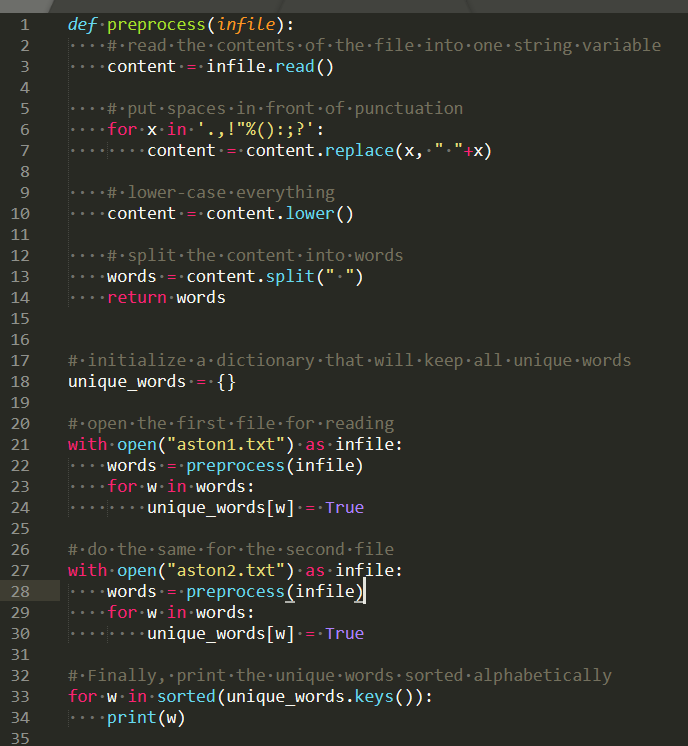 1 def preprocess(infile):
2     # read the contents of the file into one string variable
3     content = infile.read()
4
5     # put spaces in front of punctuation
6     for x in '.,!"%():;?':
7         content = content.replace(x, " "+x)
8
9     # lower-case everything
10     content = content.lower()
11
12     # split the content into words
13     words = content.split(" ")
14     return words
15
16
17 # initialize a dictionary that will keep all unique words
18 unique_words = {}
19
20 # open the first file for reading
21 with open("aston1.txt") as infile:
22     words = preprocess(infile)
23     for w in words:
24         unique_words[w] = True
25
26 # do the same for the second file
27 with open("aston2.txt") as infile:
28     words = preprocess(infile)
29     for w in words:
30         unique_words[w] = True
31
32 # Finally, print the unique words sorted alphabetically
33 for w in sorted(unique_words.keys()):
34     print(w)
35